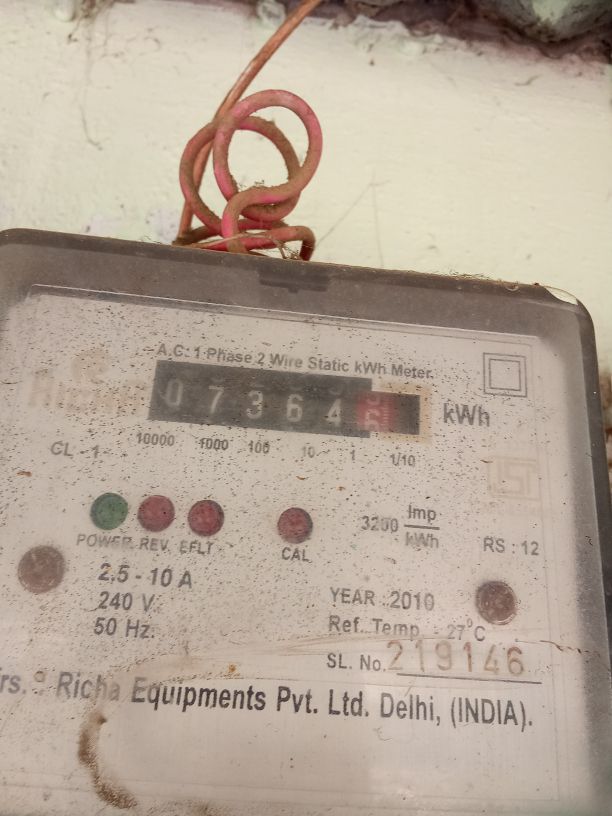 A.C. 1 Phase 2 Wire Static kWh Meter.
0 7 3 6 4 6 kWh
10000 1000 100 10 1 1/10
CL - 1
3200 Imp/kWh
POWER REV. EFLT CAL RS : 12
2.5 - 10 A
240 V
50 Hz.
YEAR : 2010
Ref. Temp. - 27°C
SL. No. 219146
Richa Equipments Pvt. Ltd. Delhi, (INDIA).